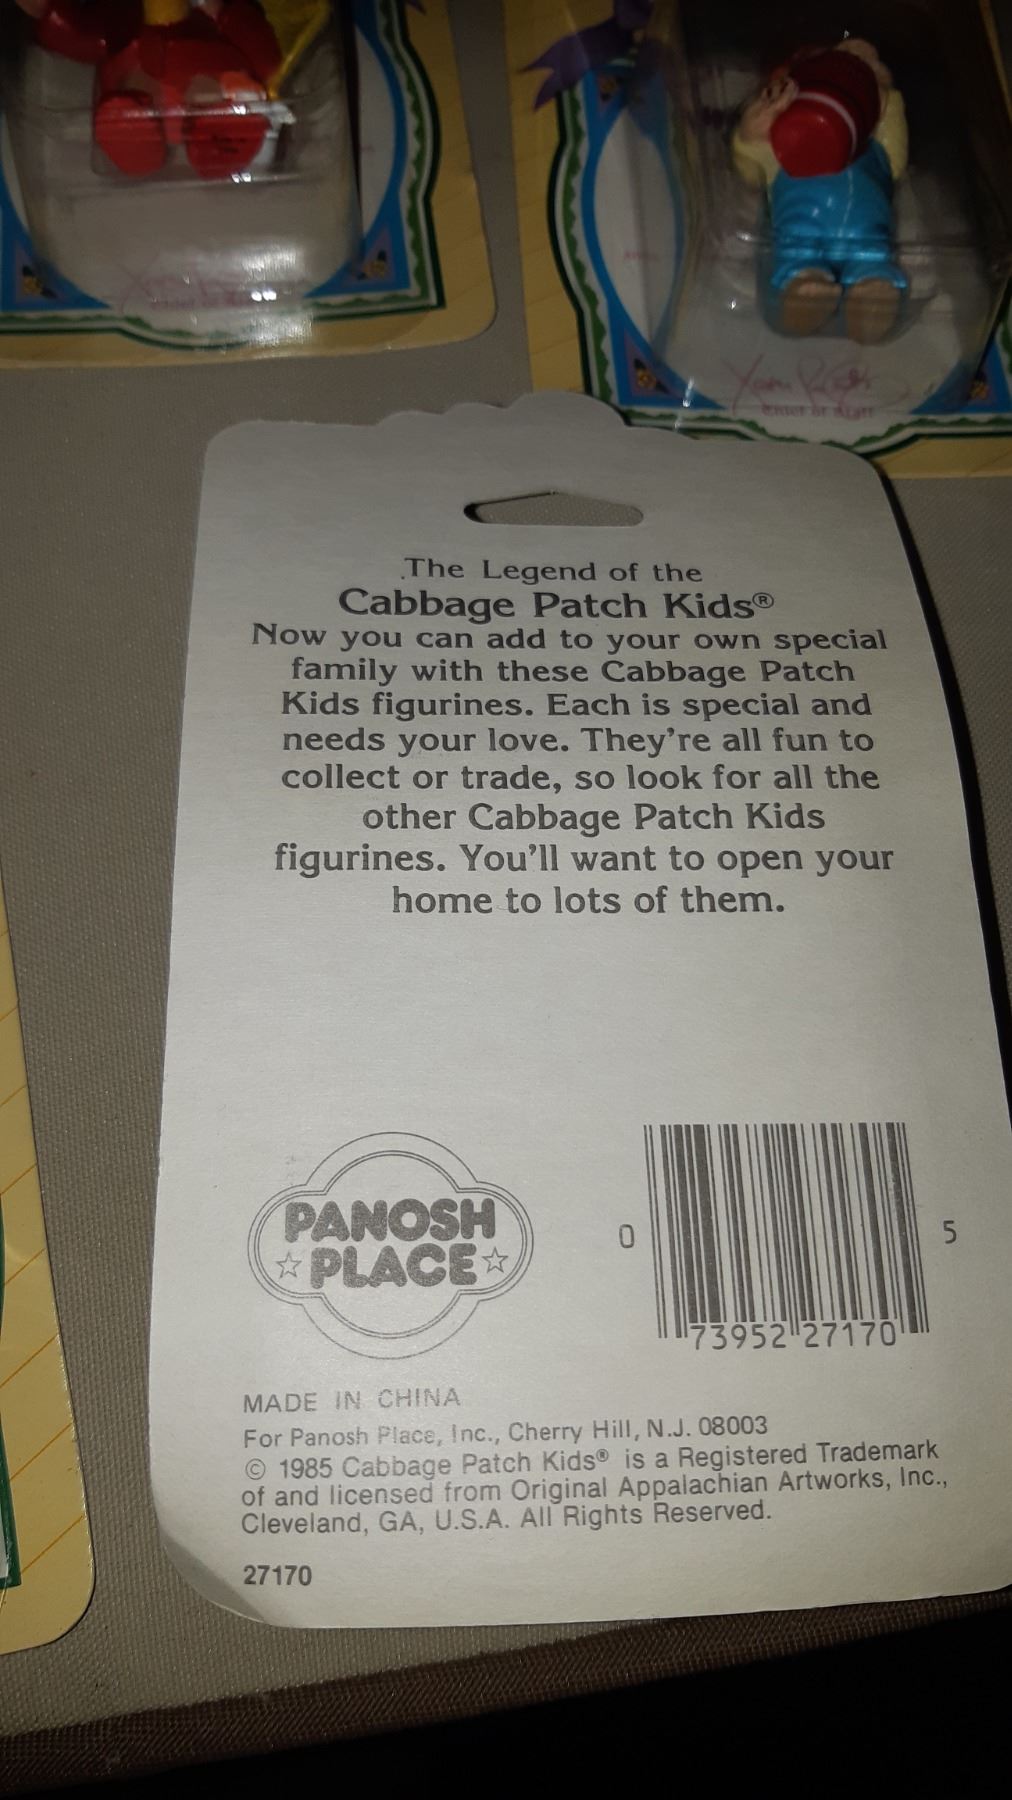 The Legend of the
Cabbage Patch Kids®
Now you can add to your own special
family with these Cabbage Patch
Kids figurines. Each is special and
needs your love. They're all fun to
collect or trade, so look for all the
other Cabbage Patch Kids
figurines. You'll want to open your
home to lots of them.
PANOSH
PLACE
0 73952 27170 5
MADE IN CHINA
For Panosh Place, Inc., Cherry Hill, N.J. 08003
© 1985 Cabbage Patch Kids® is a Registered Trademark
of and licensed from Original Appalachian Artworks, Inc.,
Cleveland, GA, U.S.A. All Rights Reserved.
27170